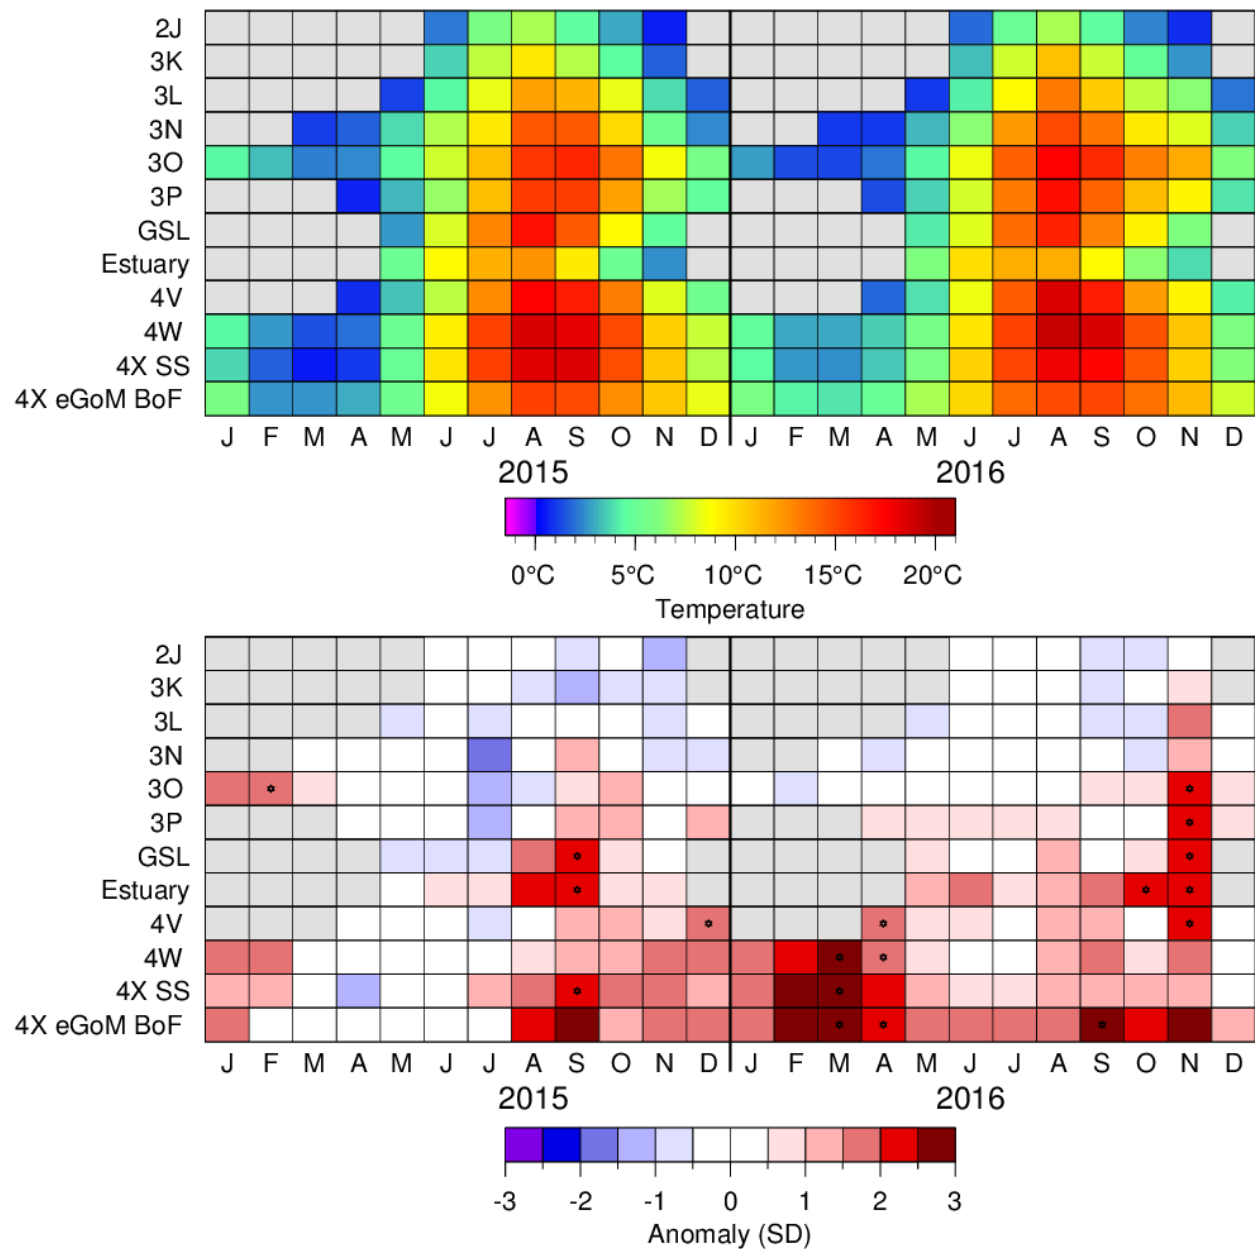 2J
3K
3L
3N
3O
3P
GSL
Estuary
4V
4W
4X SS
4X eGoM BoF
J F M A M J J A S O N D J F M A M J J A S O N D
2015 2016
0°C 5°C 10°C 15°C 20°C
Temperature
2J
3K
3L
3N
3O
3P
GSL
Estuary
4V
4W
4X SS
4X eGoM BoF
J F M A M J J A S O N D J F M A M J J A S O N D
2015 2016
-3 -2 -1 0 1 2 3
Anomaly (SD)